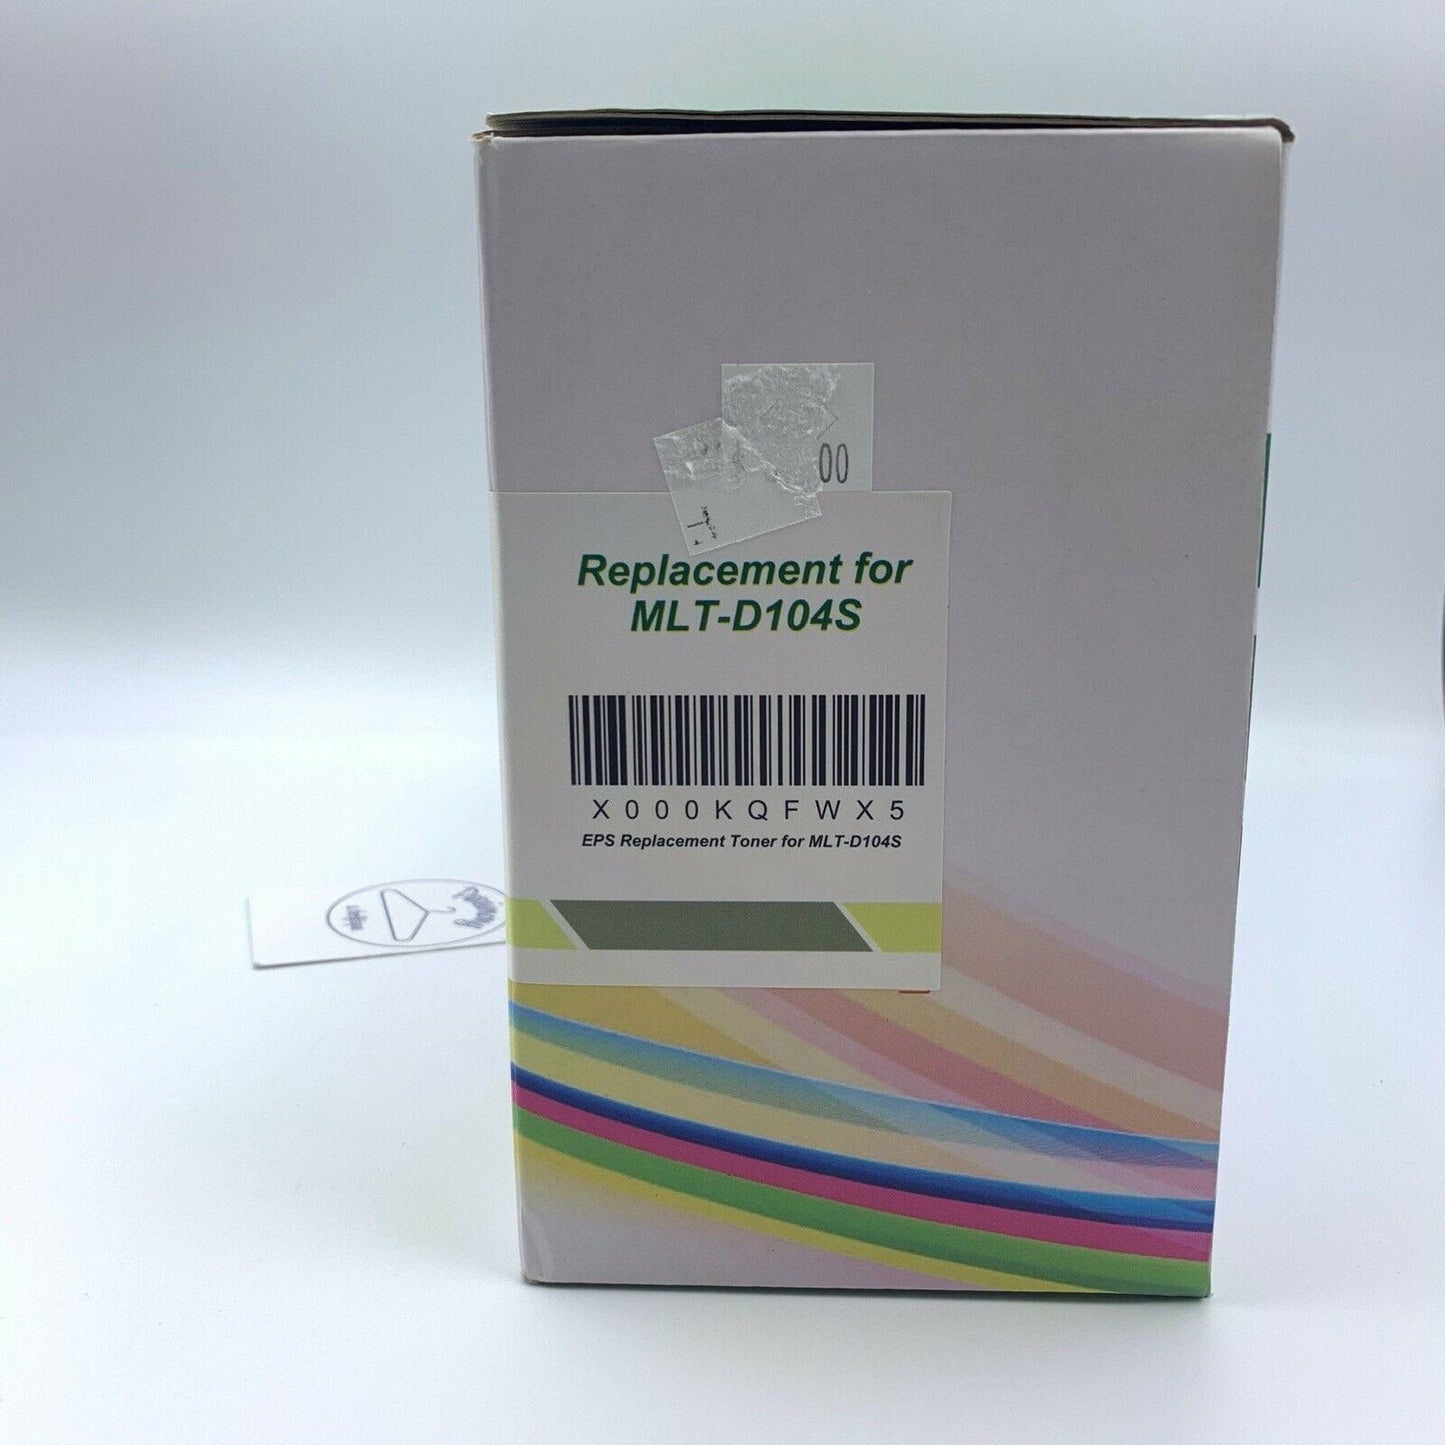 00
Replacement for
MLT-D104S
X000KQFWX5
EPS Replacement Toner for MLT-D104S